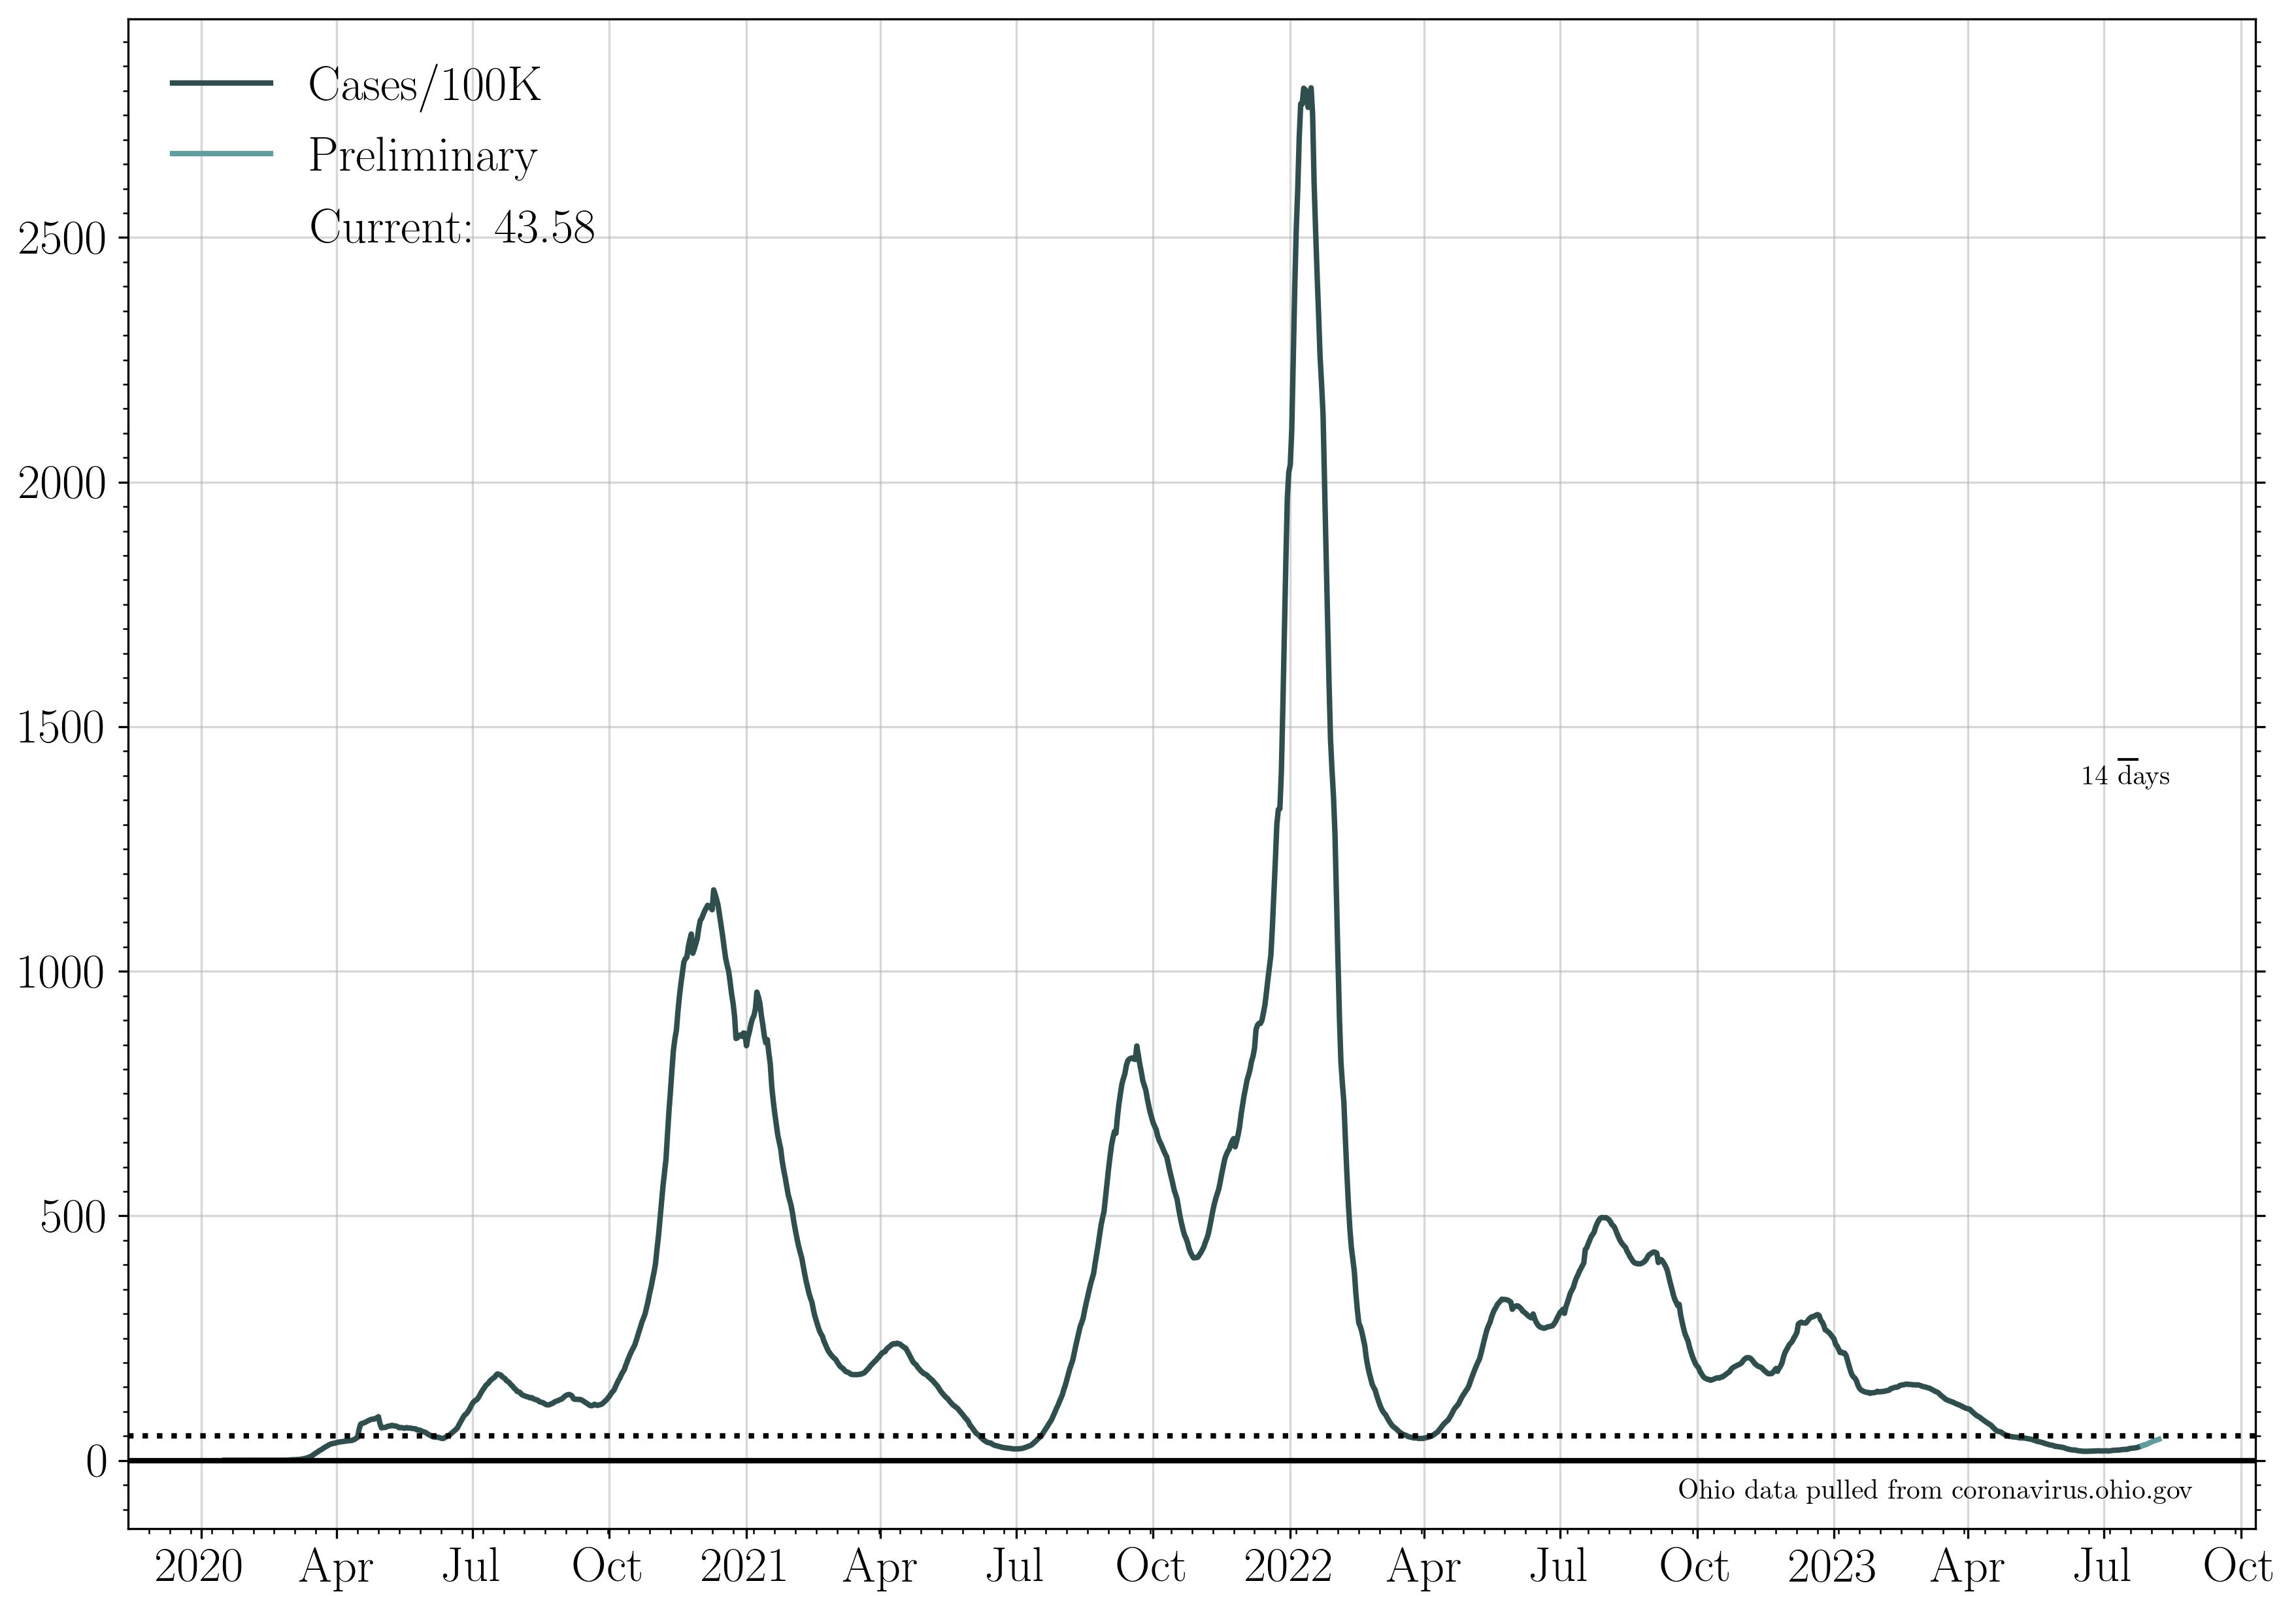 Cases/100K
Preliminary
Current: 43.58
2500
2000
1500
14 days
1000
500
0
Ohio data pulled from coronavirus.ohio.gov
2020 Apr Jul Oct 2021 Apr Jul Oct 2022 Apr Jul Oct 2023 Apr Jul Oct